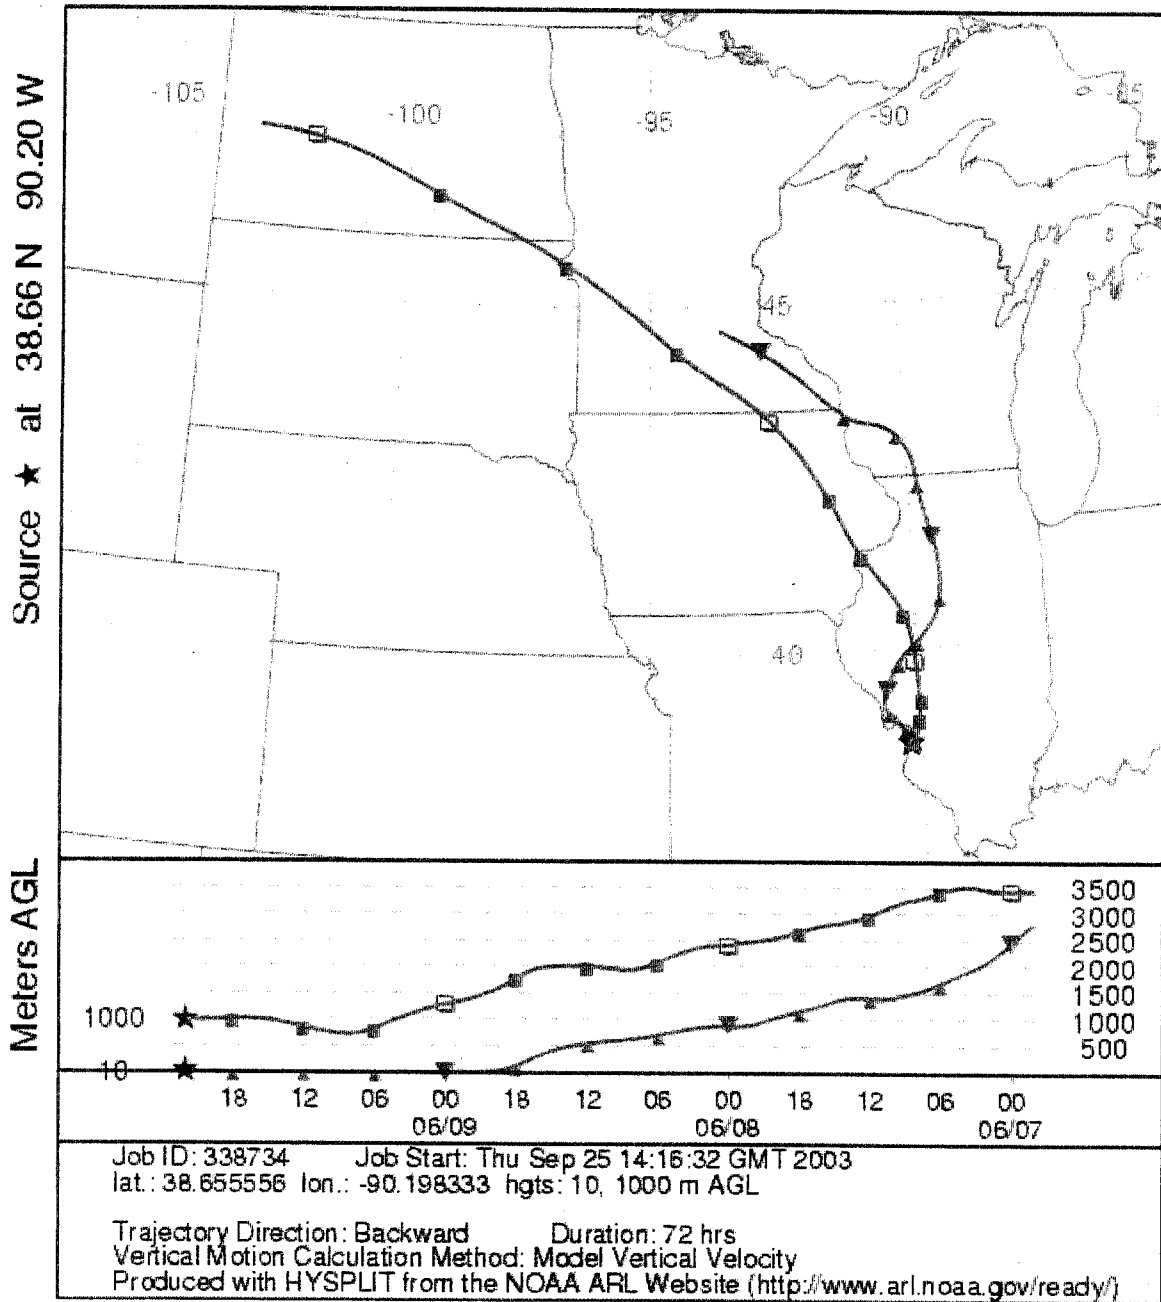 Source ★ at 38.66 N 90.20 W
-105
-100
-95
-90
-85
45
40
Meters AGL
3500
3000
2500
2000
1500
1000
1000
500
10
18 12 06 00 18 12 06 00 18 12 06 00
06/09 06/08 06/07
Job ID: 338734 Job Start: Thu Sep 25 14:16:32 GMT 2003
lat.: 38.655556 lon.: -90.198333 hgts: 10, 1000 m AGL
Trajectory Direction: Backward Duration: 72 hrs
Vertical Motion Calculation Method: Model Vertical Velocity
Produced with HYSPLIT from the NOAA ARL Website (http://www.arl.noaa.gov/ready/)